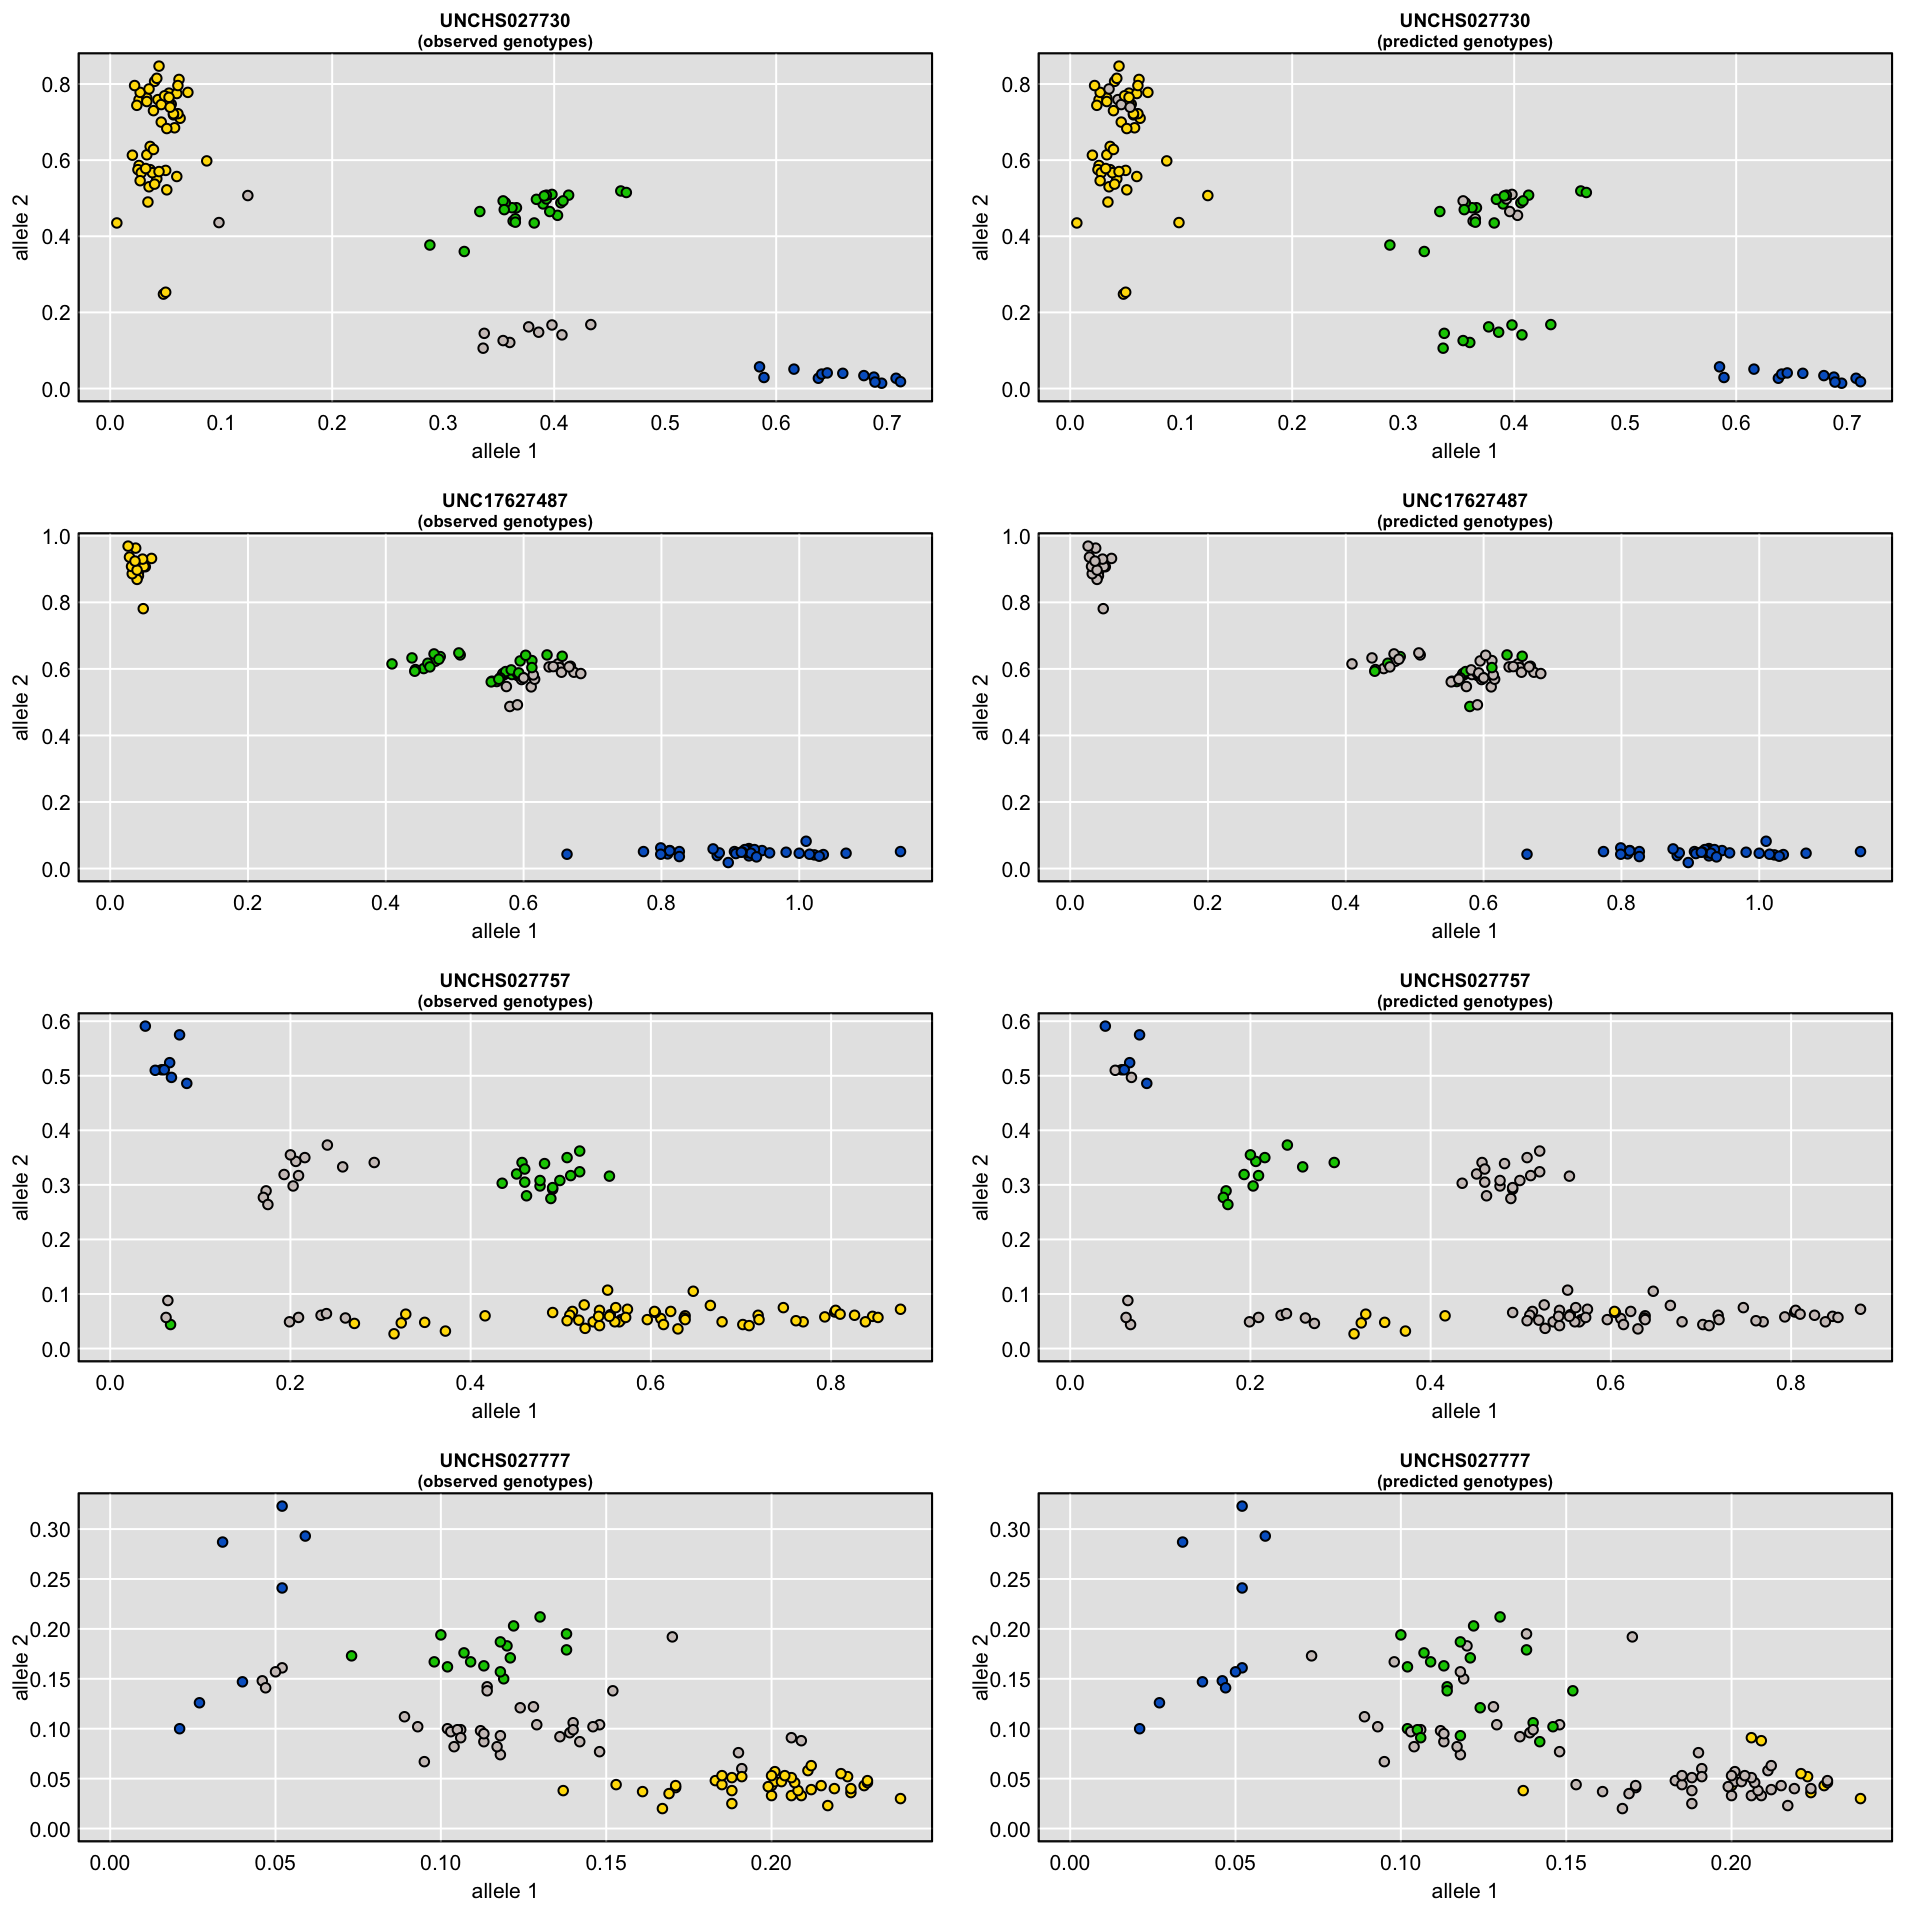 UNCHS027730
(observed genotypes)
allele 2
0.8
0.6
0.4
0.2
0.0
0.0 0.1 0.2 0.3 0.4 0.5 0.6 0.7
allele 1
UNCHS027730
(predicted genotypes)
allele 2
0.8
0.6
0.4
0.2
0.0
0.0 0.1 0.2 0.3 0.4 0.5 0.6 0.7
allele 1
UNC17627487
(observed genotypes)
allele 2
1.0
0.8
0.6
0.4
0.2
0.0
0.0 0.2 0.4 0.6 0.8 1.0
allele 1
UNC17627487
(predicted genotypes)
allele 2
1.0
0.8
0.6
0.4
0.2
0.0
0.0 0.2 0.4 0.6 0.8 1.0
allele 1
UNCHS027757
(observed genotypes)
allele 2
0.6
0.5
0.4
0.3
0.2
0.1
0.0
0.0 0.2 0.4 0.6 0.8
allele 1
UNCHS027757
(predicted genotypes)
allele 2
0.6
0.5
0.4
0.3
0.2
0.1
0.0
0.0 0.2 0.4 0.6 0.8
allele 1
UNCHS027777
(observed genotypes)
allele 2
0.30
0.25
0.20
0.15
0.10
0.05
0.00
0.00 0.05 0.10 0.15 0.20
allele 1
UNCHS027777
(predicted genotypes)
allele 2
0.30
0.25
0.20
0.15
0.10
0.05
0.00
0.00 0.05 0.10 0.15 0.20
allele 1